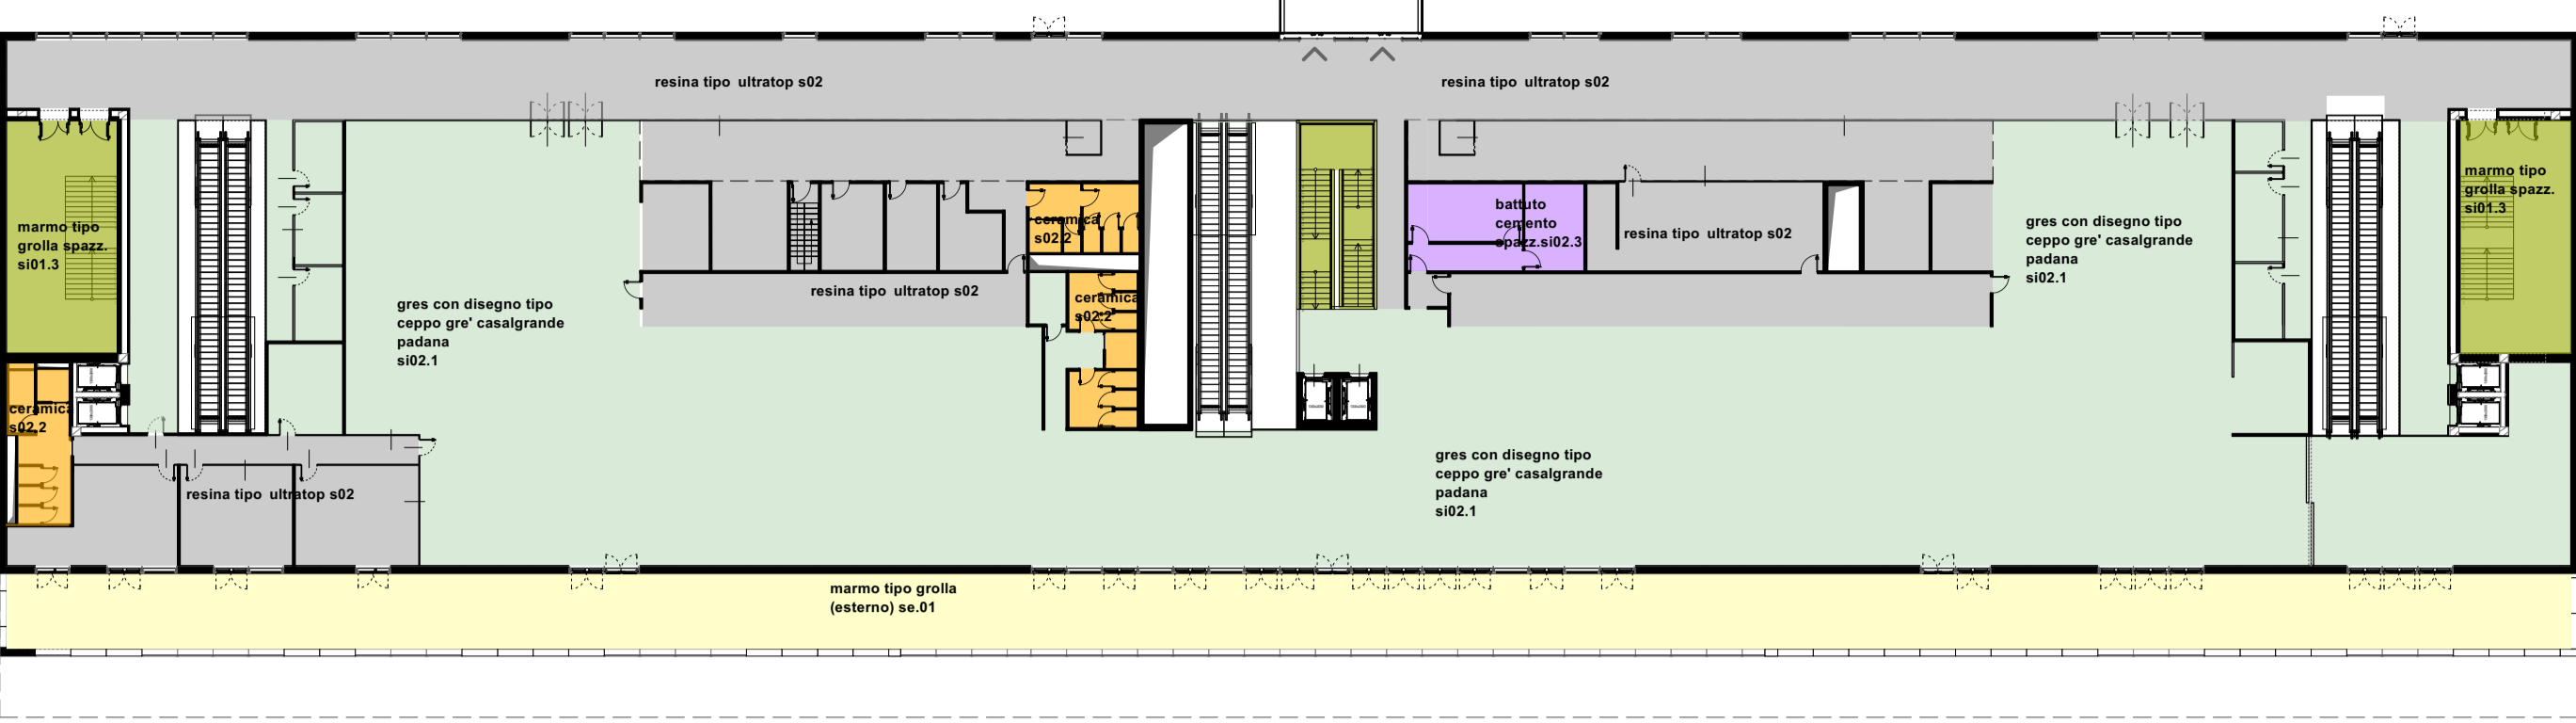 resina tipo ultratop s02
resina tipo ultratop s02
marmo tipo
grolla spazz.
si01.3
marmo tipo
grolla spazz.
si01.3
ceramica
s02.2
battuto
cemento
spazz.si02.3
resina tipo ultratop s02
gres con disegno tipo
ceppo gre' casalgrande
padana
si02.1
gres con disegno tipo
ceppo gre' casalgrande
padana
si02.1
resina tipo ultratop s02
ceramica
s02.2
ceramica
s02.2
resina tipo ultratop s02
gres con disegno tipo
ceppo gre' casalgrande
padana
si02.1
marmo tipo grolla
(esterno) se.01